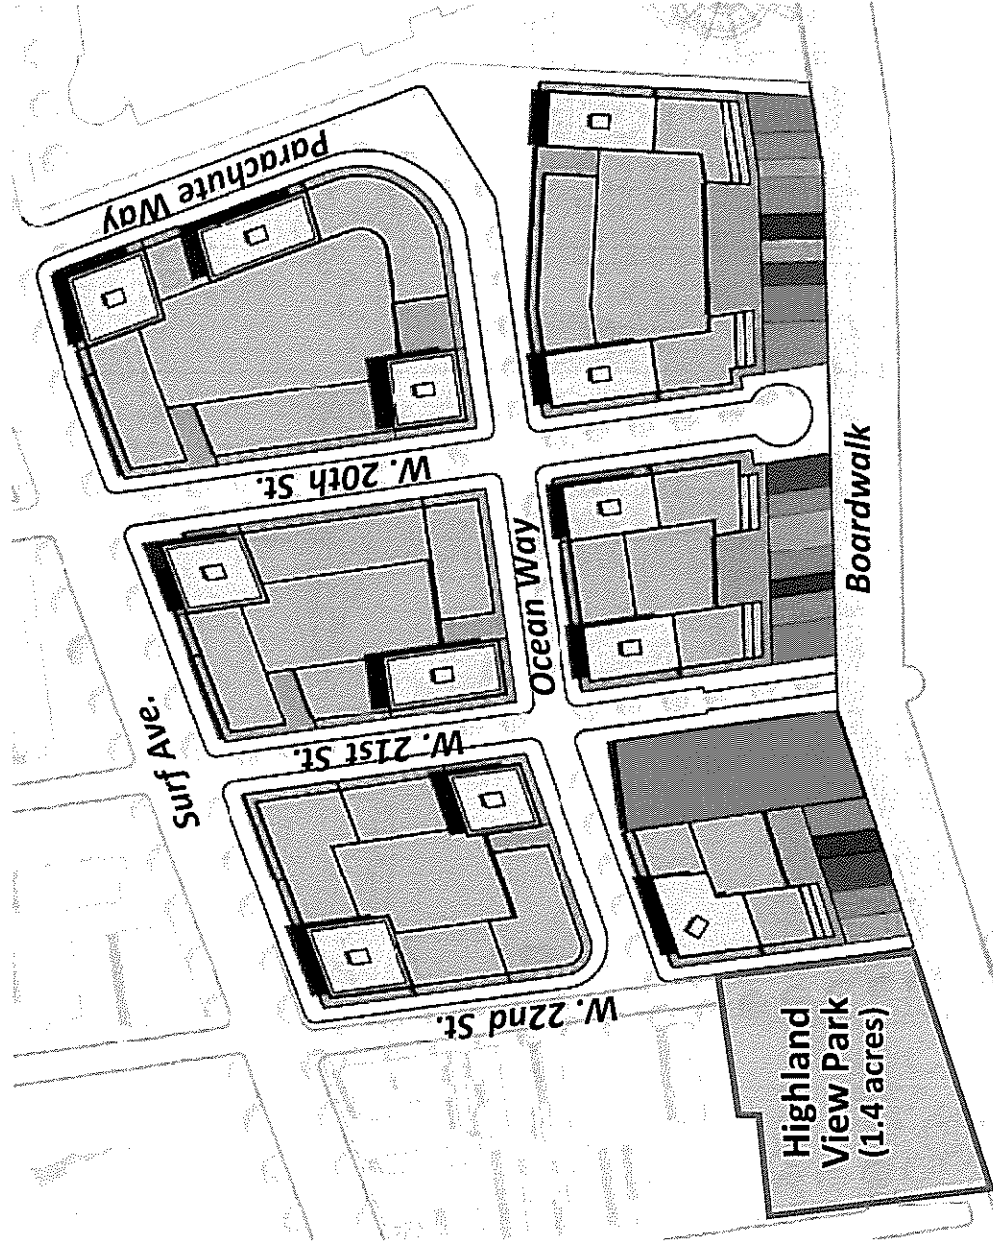 Parachute Way
W. 20th St.
Ocean Way
Boardwalk
Surf Ave.
W. 21st St.
W. 22nd St.
Highland
View Park
(1.4 acres)